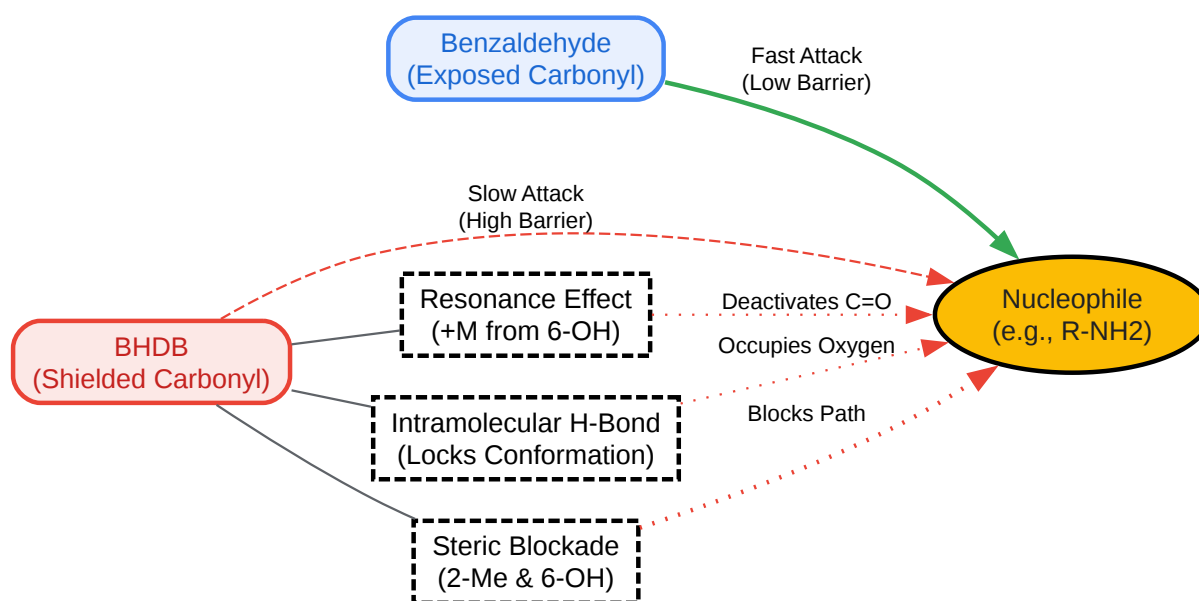 Benzaldehyde
(Exposed Carbonyl)
Fast Attack
(Low Barrier)
Slow Attack
(High Barrier)
Resonance Effect
(+M from 6-OH)
Deactivates C=O
Nucleophile
(e.g., R-NH2)
BHDB
(Shielded Carbonyl)
Occupies Oxygen
Intramolecular H-Bond
(Locks Conformation)
Blocks Path
Steric Blockade
(2-Me & 6-OH)